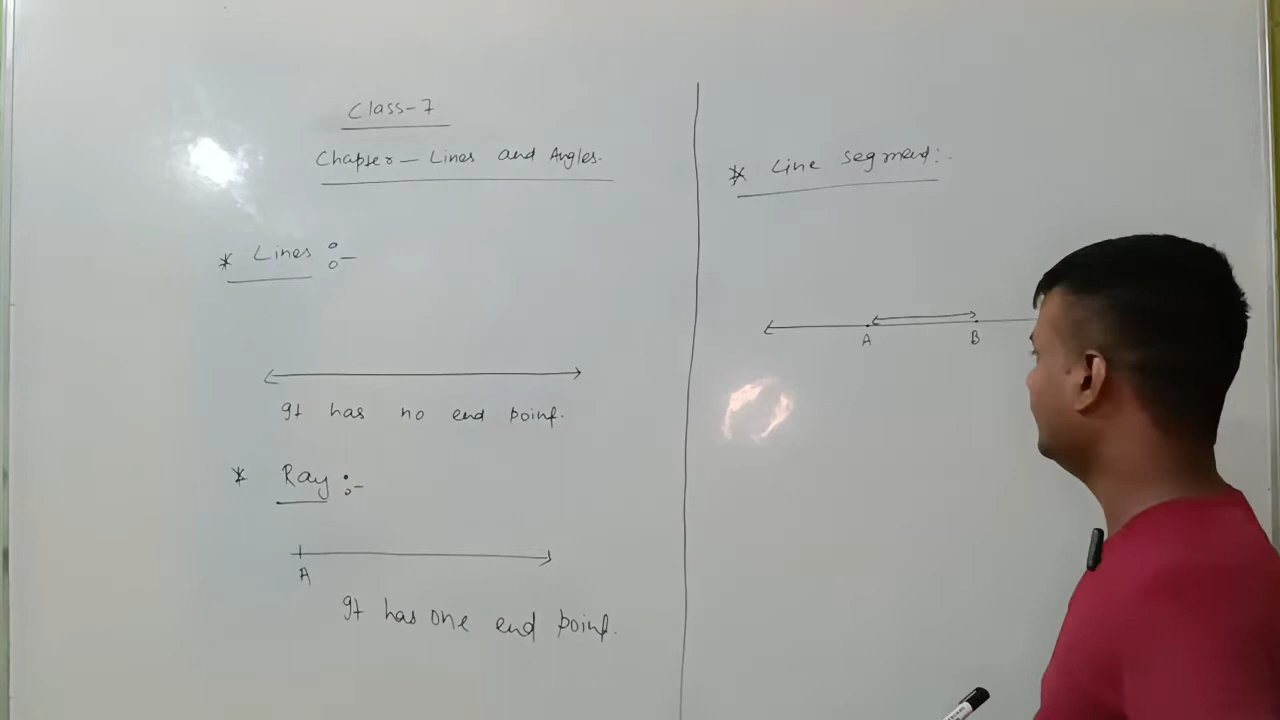 Class-7
Chapter - Lines and Angles.
* Lines :-
It has no end point.
* Ray :-
A
It has one end point.
* Line segment:.
A B